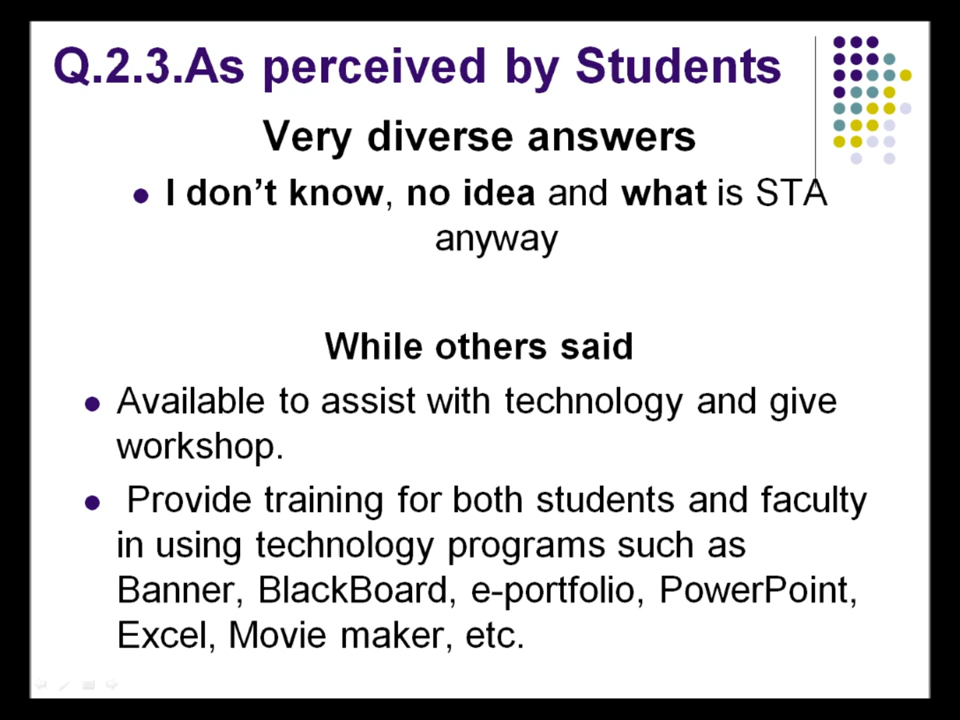 Q.2.3.As perceived by Students
Very diverse answers
● I don’t know, no idea and what is STA
anyway
While others said
● Available to assist with technology and give
workshop.
● Provide training for both students and faculty
in using technology programs such as
Banner, BlackBoard, e-portfolio, PowerPoint,
Excel, Movie maker, etc.